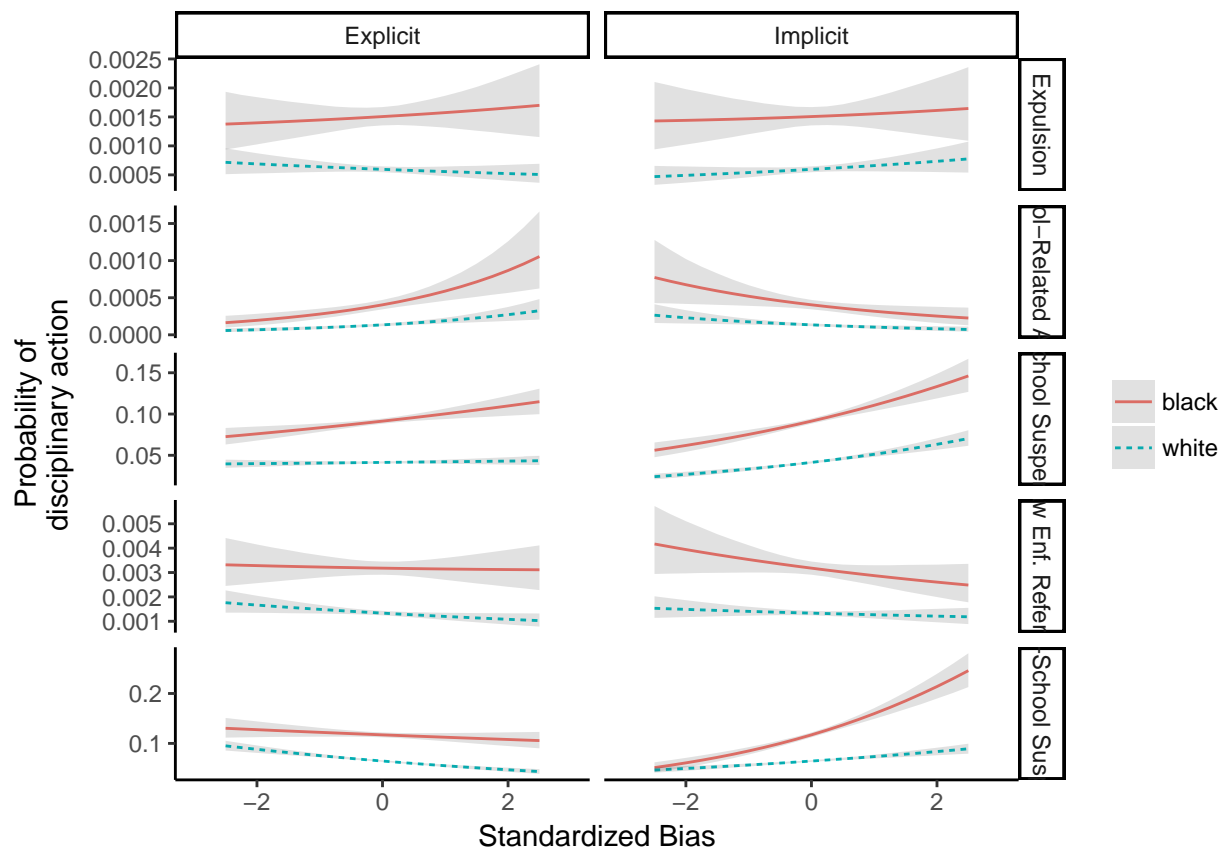 Explicit
Implicit
0.0025
0.0020
0.0015
0.0010
0.0005
Expulsion
0.0015
0.0010
0.0005
0.0000
ol−Related A
0.15
0.10
0.05
chool Suspe
0.005
0.004
0.003
0.002
0.001
w Enf. Refer
0.2
0.1
−School Sus
−2
0
2
−2
0
2
Standardized Bias
Probability of
disciplinary action
black
white